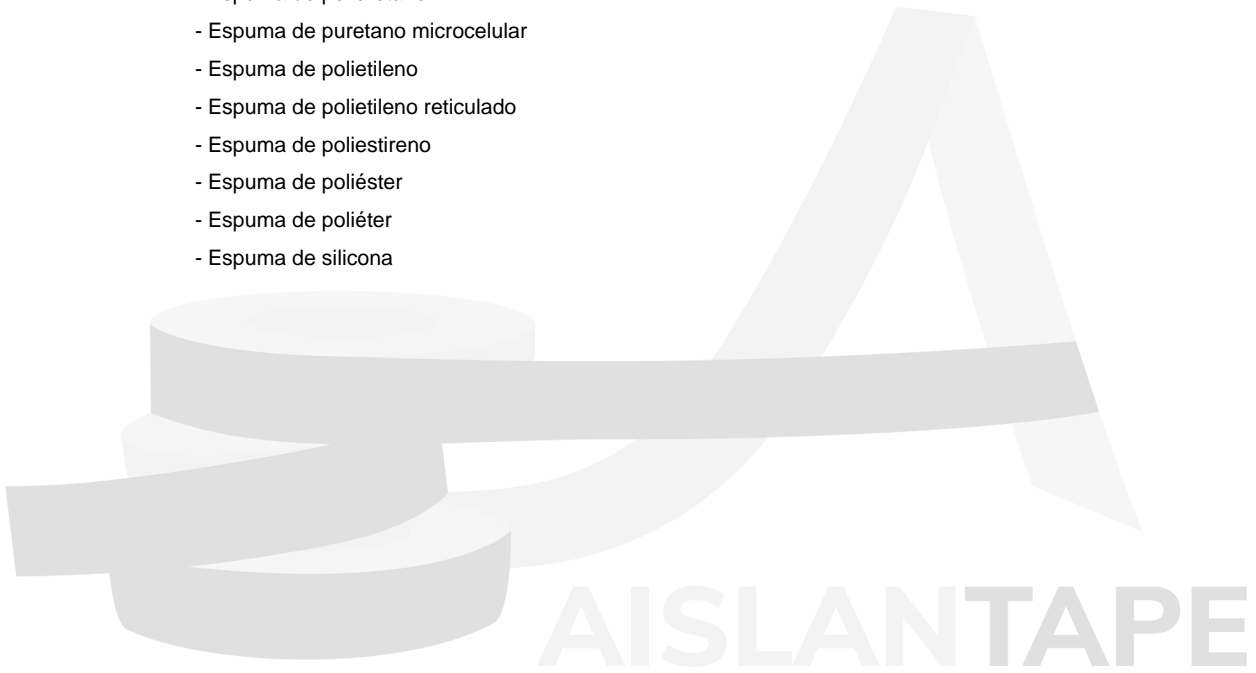 - Espuma de puretano microcelular
- Espuma de polietileno
- Espuma de polietileno reticulado
- Espuma de poliestireno
- Espuma de poliéster
- Espuma de poliéter
- Espuma de silicona
AISLANTAPE